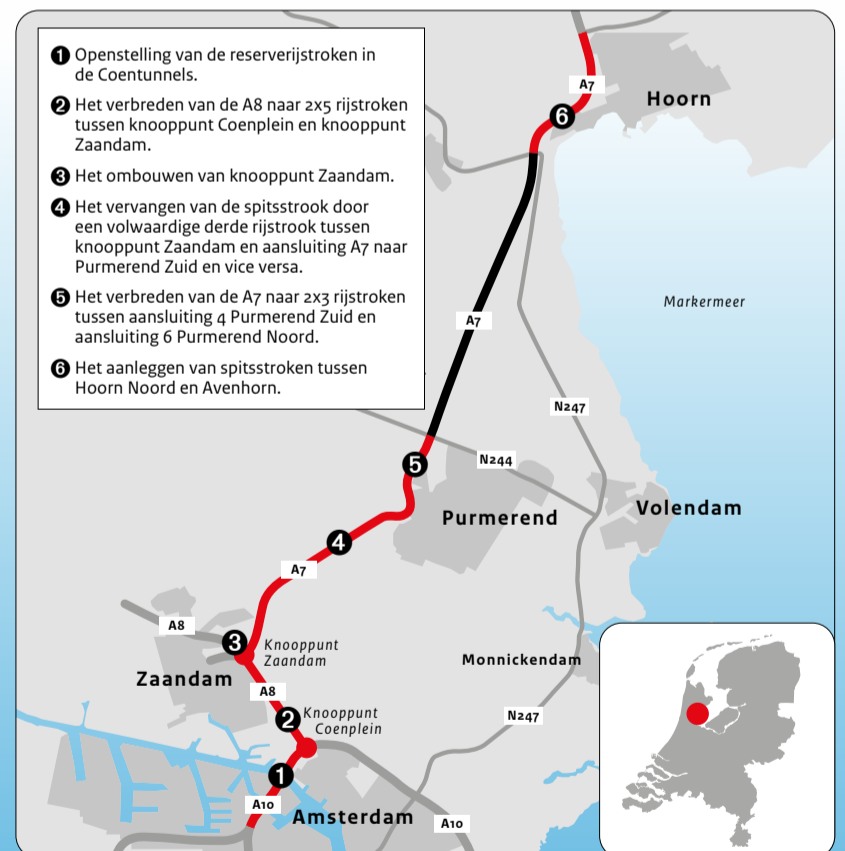 1 Openstelling van de reserverijstroken in
de Coentunnels.
2 Het verbreden van de A8 naar 2x5 rijstroken
tussen knooppunt Coenplein en knooppunt
Zaandam.
3 Het ombouwen van knooppunt Zaandam.
4 Het vervangen van de spitsstrook door
een volwaardige derde rijstrook tussen
knooppunt Zaandam en aansluiting A7 naar
Purmerend Zuid en vice versa.
5 Het verbreden van de A7 naar 2x3 rijstroken
tussen aansluiting 4 Purmerend Zuid en
aansluiting 6 Purmerend Noord.
6 Het aanleggen van spitsstroken tussen
Hoorn Noord en Avenhorn.
A7
Hoorn
6
Markermeer
A7
N247
5
N244
Volendam
Purmerend
4
A7
A8
3
Knooppunt
Zaandam
Monnickendam
Zaandam
A8
2
Knooppunt
Coenplein
N247
1
A10
Amsterdam
A10